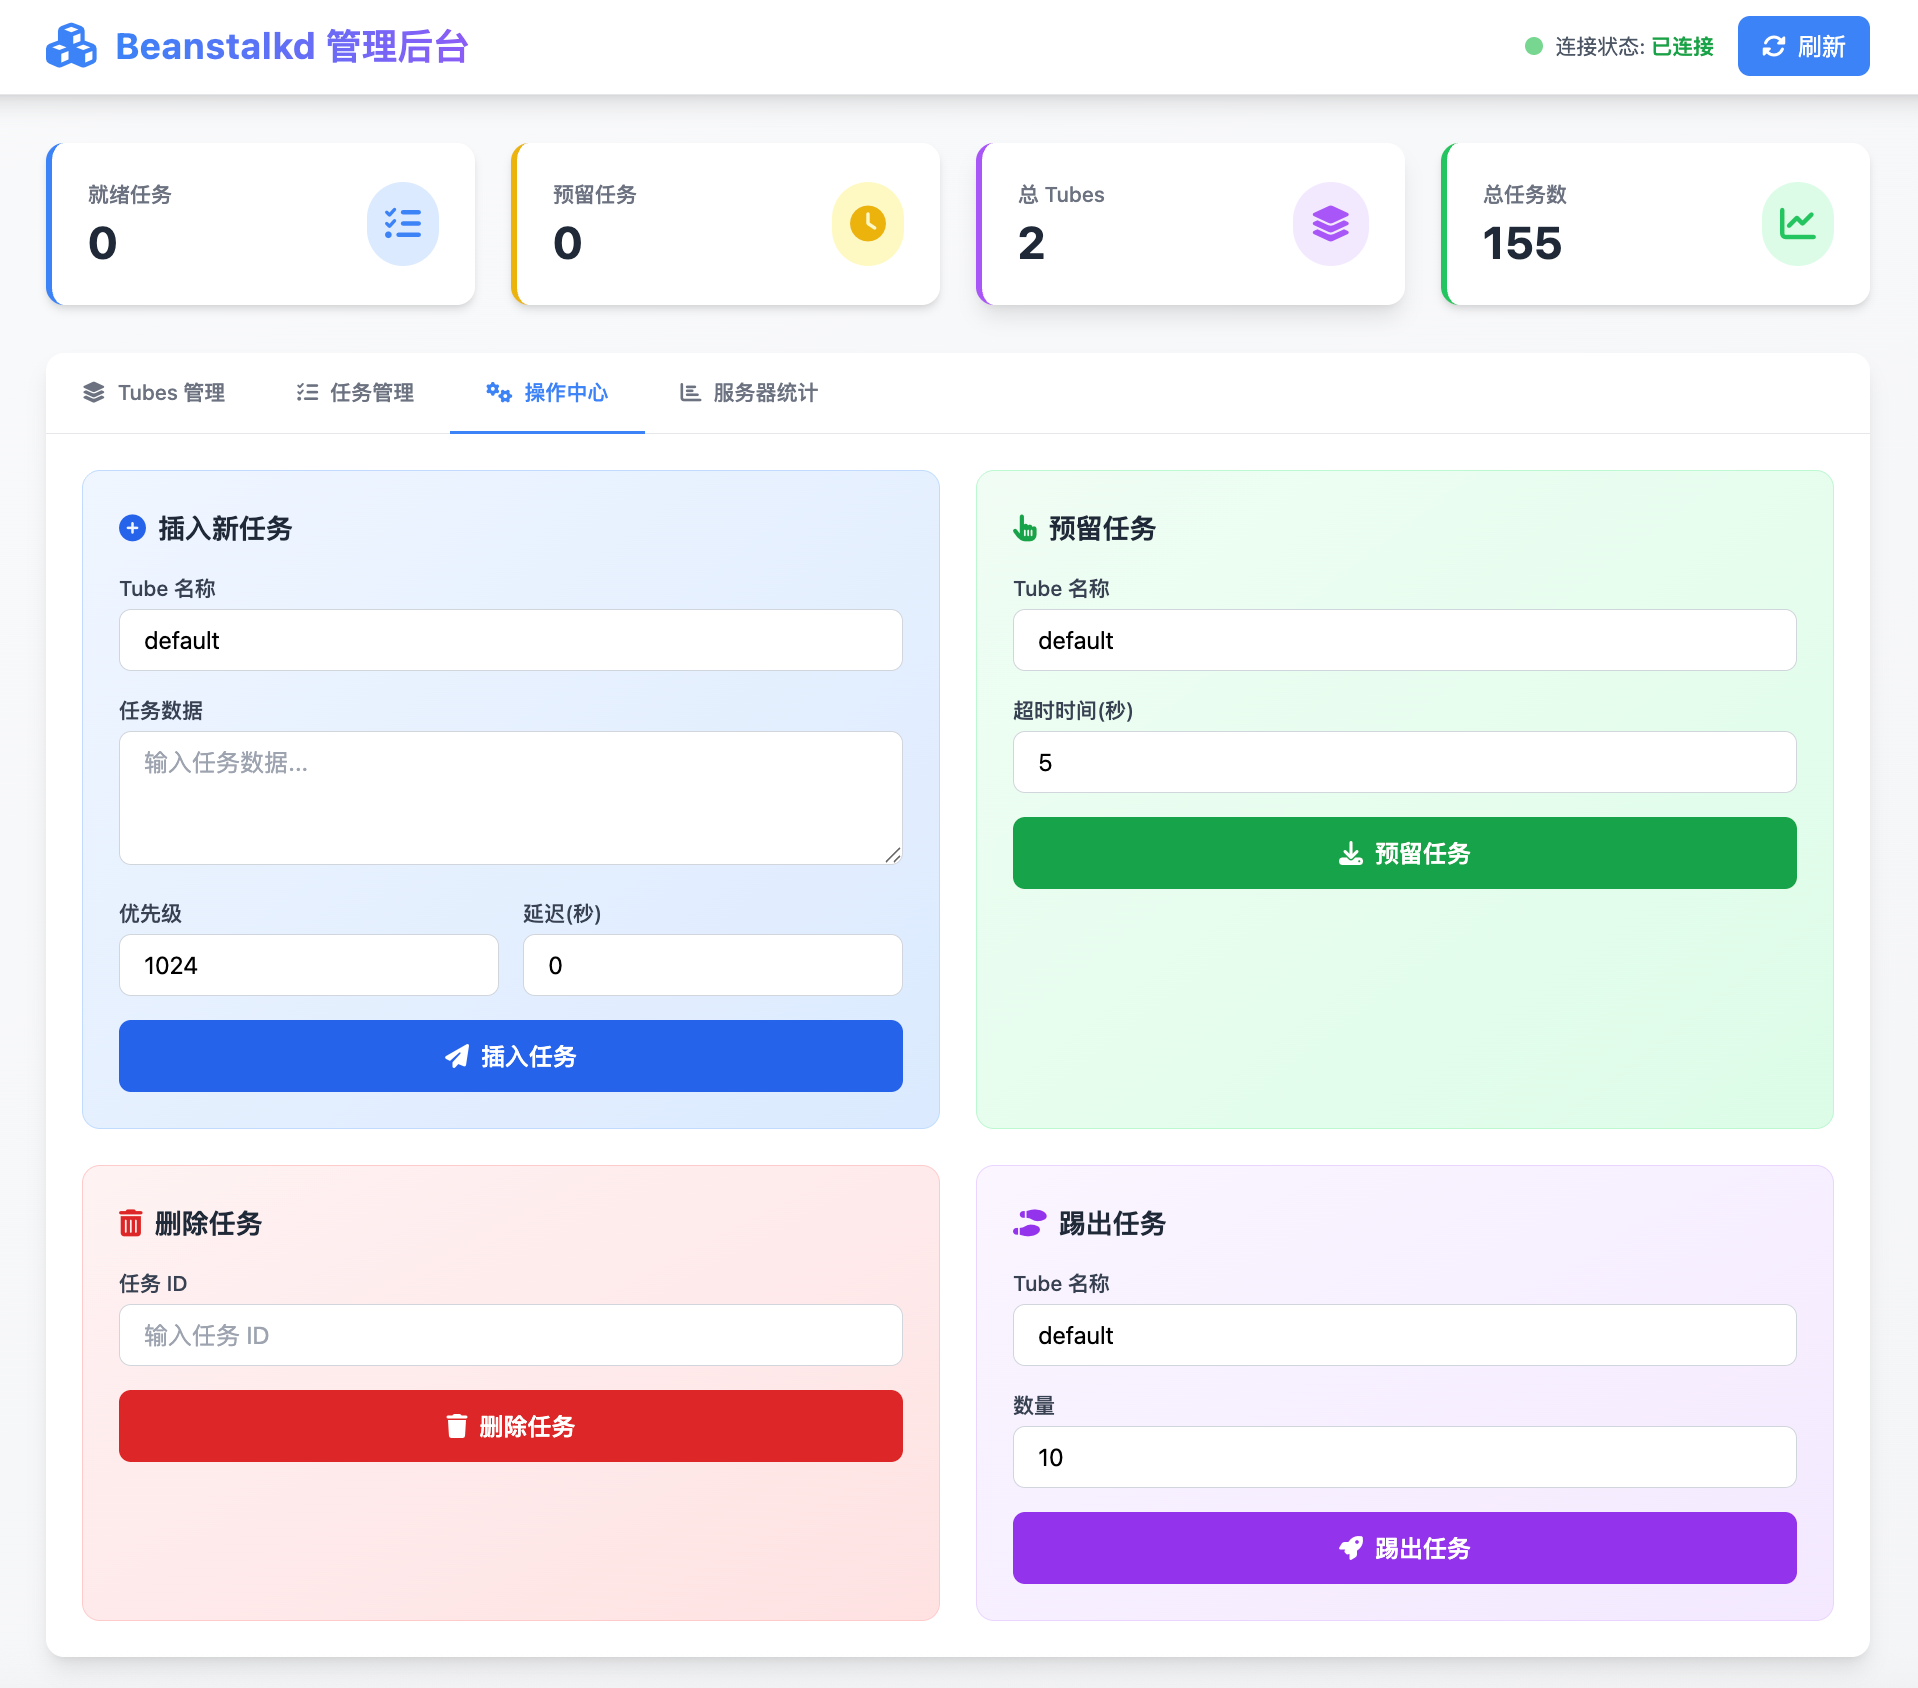 Beanstalkd 管理后台
连接状态: 已连接
刷新
就绪任务
0
预留任务
0
总 Tubes
2
总任务数
155
Tubes 管理
任务管理
操作中心
服务器统计
插入新任务
Tube 名称
default
任务数据
输入任务数据...
优先级
延迟(秒)
1024
0
插入任务
预留任务
Tube 名称
default
超时时间(秒)
5
预留任务
删除任务
任务 ID
输入任务 ID
删除任务
踢出任务
Tube 名称
default
数量
10
踢出任务